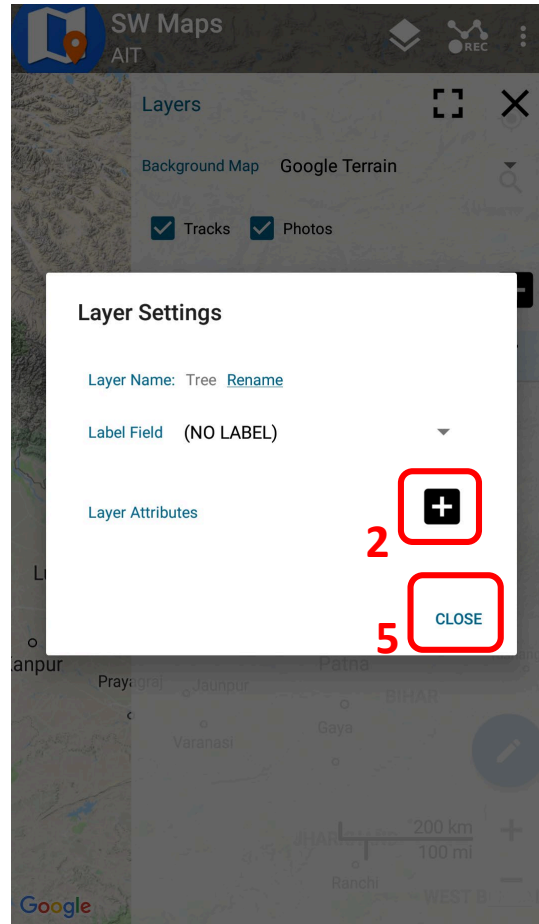 SW Maps
AIT
REC
Layers
Background Map Google Terrain
Tracks Photos
Layer Settings
Layer Name: Tree Rename
Label Field (NO LABEL)
Layer Attributes
2
CLOSE
5
anpur
Patna
Prayagraj
Jaunpur
BIHAR
Varanasi
Gaya
200 km
100 mi
Ranchi
WEST B
Google